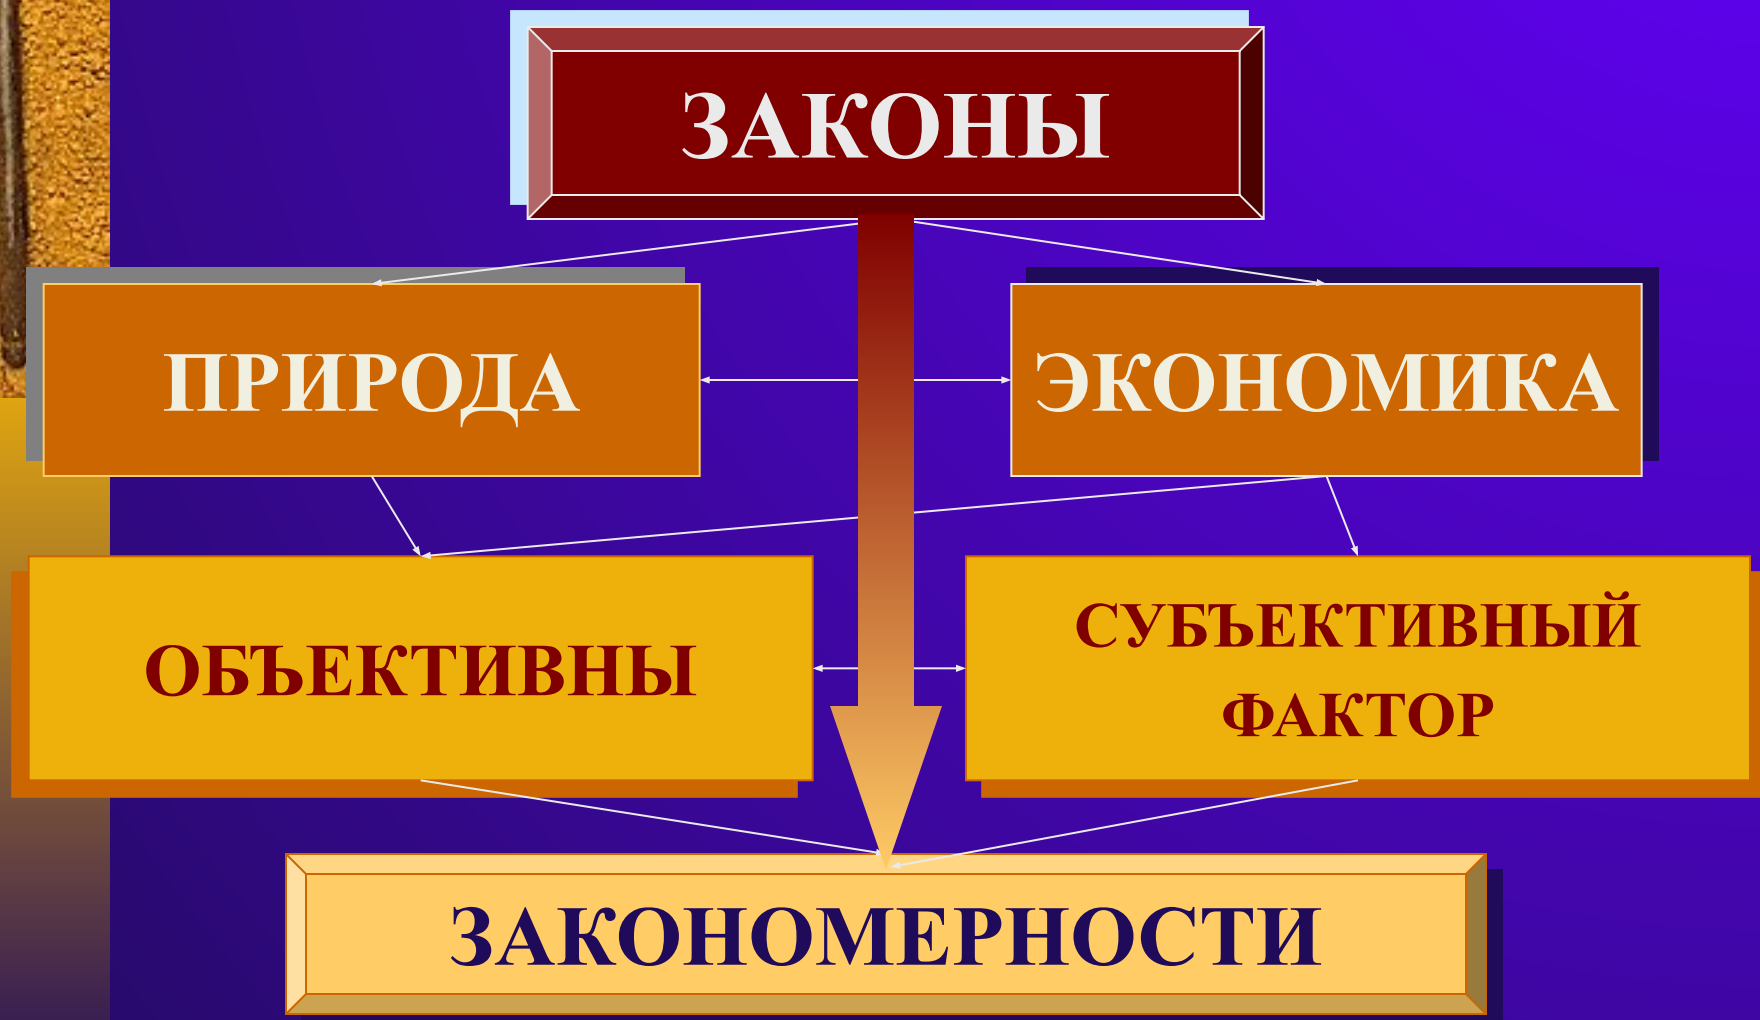 ЗАКОНЫ
ПРИРОДА
ЭКОНОМИКА
ОБЪЕКТИВНЫ
СУБЪЕКТИВНЫЙ
ФАКТОР
ЗАКОНОМЕРНОСТИ